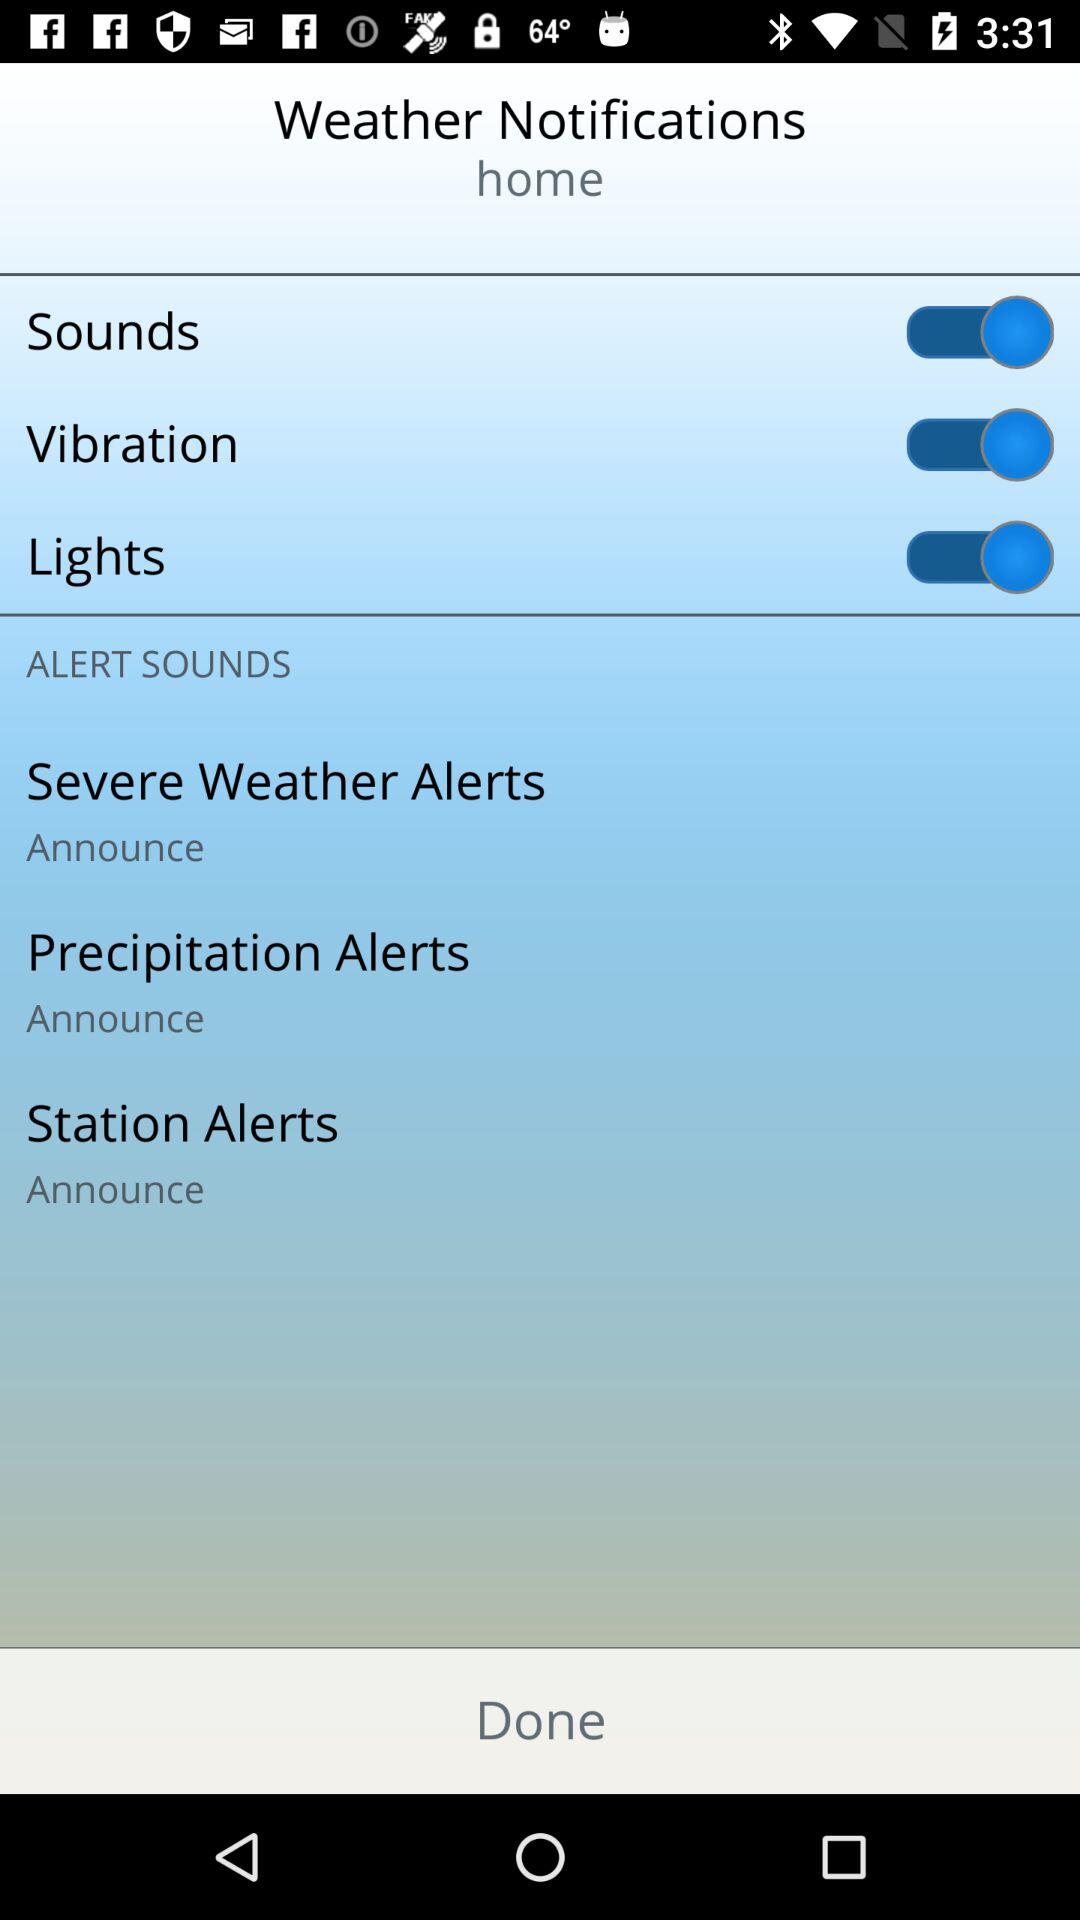 FAKE 64° 3:31
Weather Notifications
home
Sounds
Vibration
Lights
ALERT SOUNDS
Severe Weather Alerts
Announce
Precipitation Alerts
Announce
Station Alerts
Announce
Done